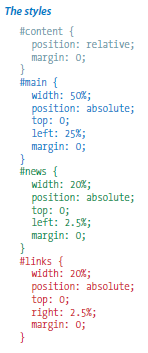 The styles
#content {
position: relative;
margin: 0;
}
#main {
width: 50%;
position: absolute;
top: 0;
left: 25%;
margin: 0;
}
#news {
width: 20%;
position: absolute;
top: 0;
left: 2.5%;
margin: 0;
}
#links {
width: 20%;
position: absolute;
top: 0;
right: 2.5%;
margin: 0;
}